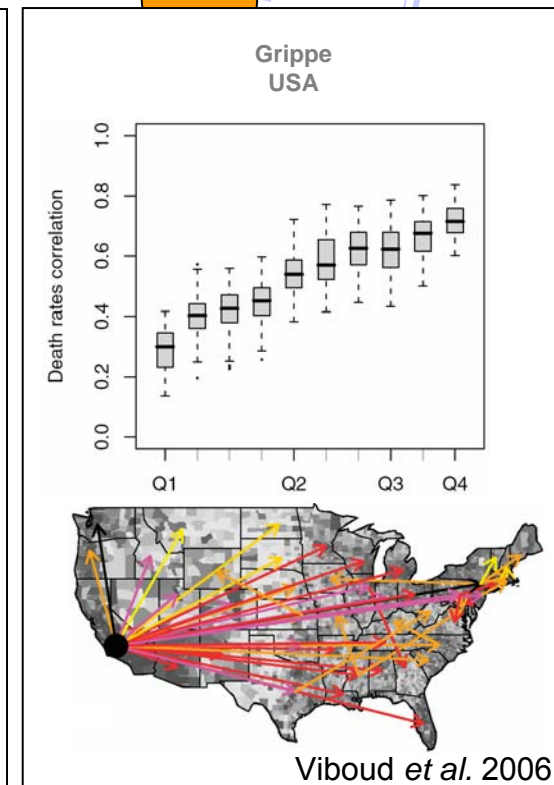 Grippe
USA
Death rates correlation
1.0
0.8
0.6
0.4
0.2
0.0
Q1 Q2 Q3 Q4
Viboud et al. 2006